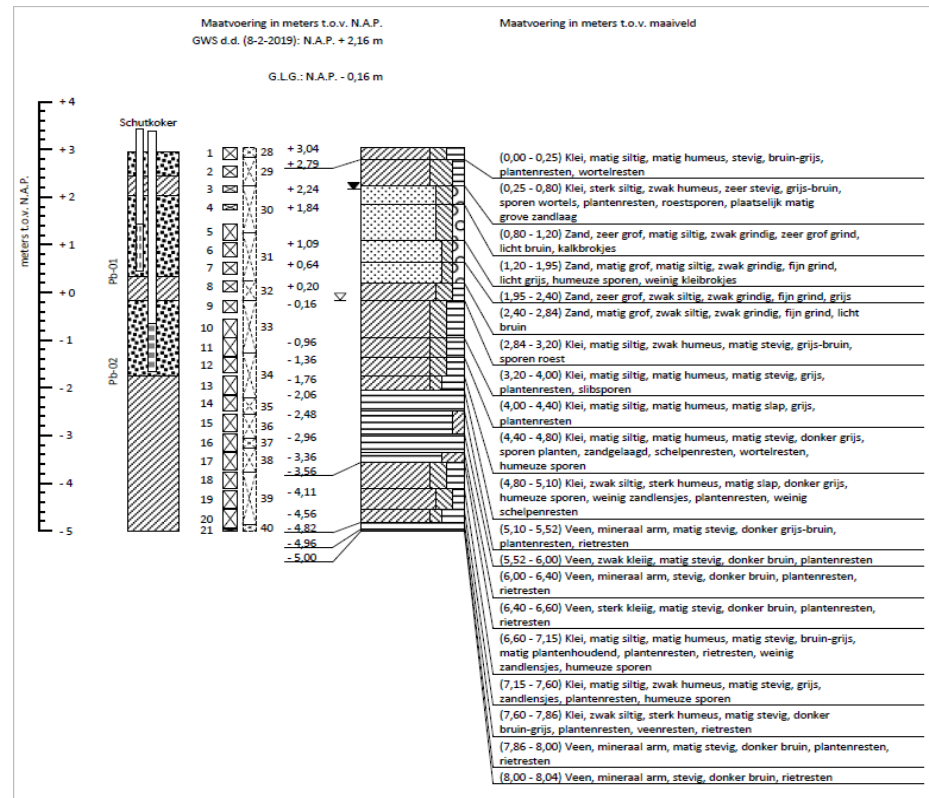 Maatvoering in meters t.o.v. N.A.P.
GWS d.d. (8-2-2019): N.A.P. + 2,16 m
G.L.G.: N.A.P. - 0,16 m
Maatvoering in meters t.o.v. maaiveld
meters t.o.v. N.A.P.
+ 4
+ 3
+ 2
+ 1
+ 0
- 1
- 2
- 3
- 4
- 5
Schutkoker
Pb-01
Pb-02
1
2
3
4
5
6
7
8
9
10
11
12
13
14
15
16
17
18
19
20
21
28
29
30
31
32
33
34
35
36
37
38
39
40
+ 3,04
+ 2,79
+ 2,24
+ 1,84
+ 1,09
+ 0,64
+ 0,20
- 0,16
- 0,96
- 1,36
- 1,76
- 2,06
- 2,48
- 2,96
- 3,36
- 3,56
- 4,11
- 4,56
- 4,82
- 4,96
- 5,00
(0,00 - 0,25) Klei, matig siltig, matig humeus, stevig, bruin-grijs,
plantenresten, wortelresten
(0,25 - 0,80) Klei, sterk siltig, zwak humeus, zeer stevig, grijs-bruin,
sporen wortels, plantenresten, roestsporen, plaatselijk matig
grove zandlaag
(0,80 - 1,20) Zand, zeer grof, matig siltig, zwak grindig, zeer grof grind,
licht bruin, kalkbrokjes
(1,20 - 1,95) Zand, matig grof, matig siltig, zwak grindig, fijn grind,
licht grijs, humeuze sporen, weinig kleibrokjes
(1,95 - 2,40) Zand, zeer grof, zwak siltig, zwak grindig, fijn grind, grijs
(2,40 - 2,84) Zand, matig grof, zwak siltig, zwak grindig, fijn grind, licht
bruin
(2,84 - 3,20) Klei, matig siltig, zwak humeus, matig stevig, grijs-bruin,
sporen roest
(3,20 - 4,00) Klei, matig siltig, matig humeus, matig stevig, grijs,
plantenresten, slibsporen
(4,00 - 4,40) Klei, matig siltig, matig humeus, matig slap, grijs,
plantenresten
(4,40 - 4,80) Klei, matig siltig, matig humeus, matig stevig, donker grijs,
sporen planten, zandgelaagd, schelpenresten, wortelresten,
humeuze sporen
(4,80 - 5,10) Klei, zwak siltig, sterk humeus, matig slap, donker grijs,
humeuze sporen, weinig zandlensjes, plantenresten, weinig
schelpenresten
(5,10 - 5,52) Veen, mineraal arm, matig stevig, donker grijs-bruin,
plantenresten, rietresten
(5,52 - 6,00) Veen, zwak kleiig, matig stevig, donker bruin, plantenresten
(6,00 - 6,40) Veen, mineraal arm, stevig, donker bruin, plantenresten,
rietresten
(6,40 - 6,60) Veen, sterk kleiig, matig stevig, donker bruin, plantenresten,
rietresten
(6,60 - 7,15) Klei, matig siltig, matig humeus, matig stevig, bruin-grijs,
matig plantenhoudend, plantenresten, rietresten, weinig
zandlensjes, humeuze sporen
(7,15 - 7,60) Klei, matig siltig, zwak humeus, matig stevig, grijs,
zandlensjes, plantenresten, humeuze sporen
(7,60 - 7,86) Klei, zwak siltig, sterk humeus, matig stevig, donker
bruin-grijs, plantenresten, veenresten, rietresten
(7,86 - 8,00) Veen, mineraal arm, matig stevig, donker bruin, plantenresten,
rietresten
(8,00 - 8,04) Veen, mineraal arm, stevig, donker bruin, rietresten